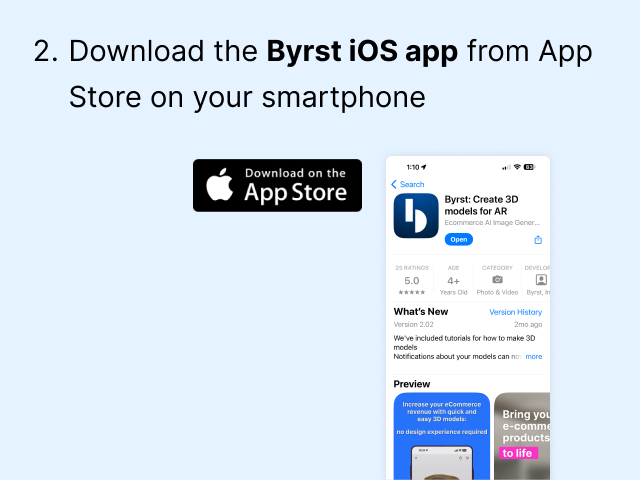 2. Download the Byrst iOS app from App
Store on your smartphone
Download on the
App Store
1:10
83
Search
Byrst: Create 3D
models for AR
Ecommerce AI Image Gener...
Open
25 RATINGS
5.0
★★★★★
AGE
4+
Years Old
CATEGORY
Photo & Video
DEVELOP
Byrst, In
What's New
Version History
Version 2.02
2mo ago
We've included tutorials for how to make 3D
models
Notifications about your models can no
more
Preview
Increase your eCommerce
revenue with quick and
easy 3D models:
no design experience required
Bring you
e-comme
products
to life